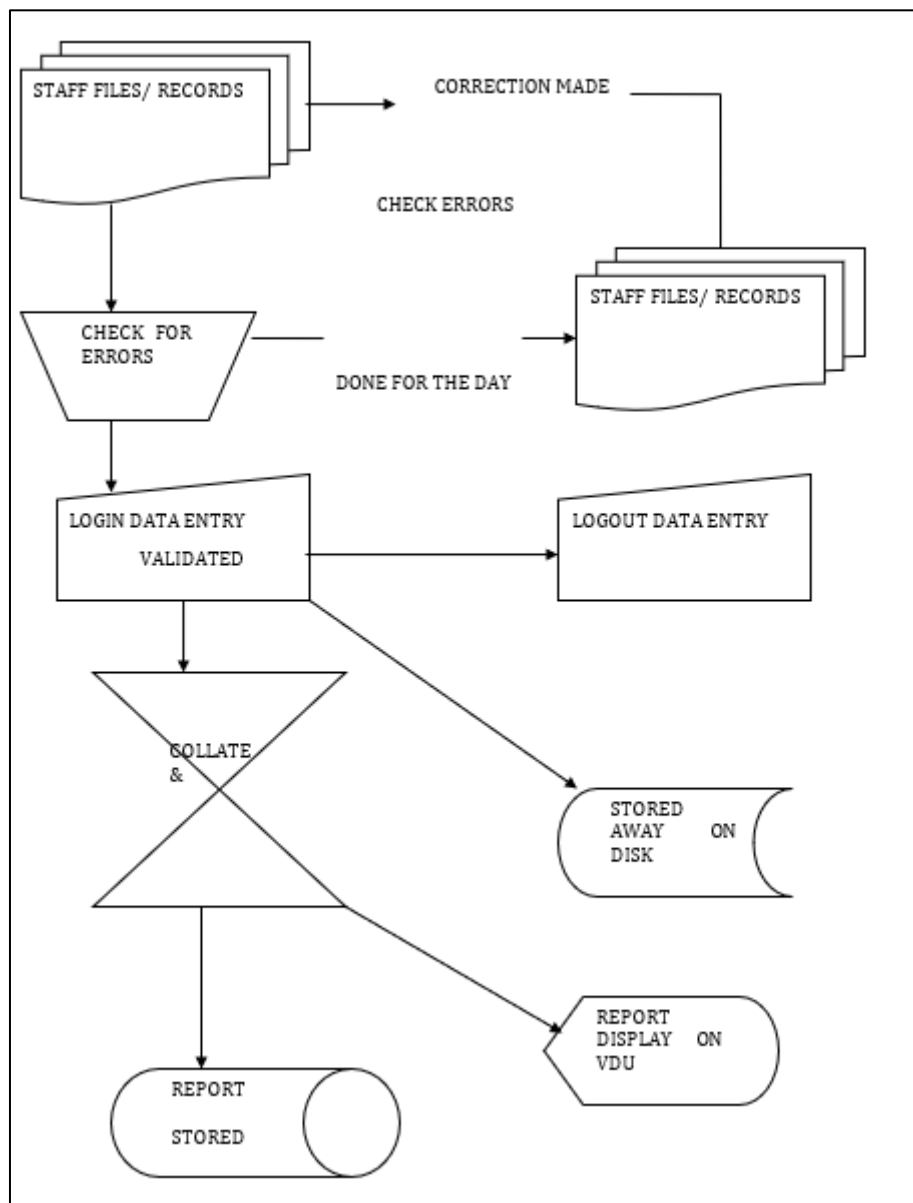 STAFF FILES/ RECORDS
CORRECTION MADE
CHECK ERRORS
STAFF FILES/ RECORDS
CHECK FOR
ERRORS
DONE FOR THE DAY
LOGIN DATA ENTRY
VALIDATED
LOGOUT DATA ENTRY
COLLATE
&
STORED
AWAY ON
DISK
REPORT
DISPLAY ON
VDU
REPORT
STORED